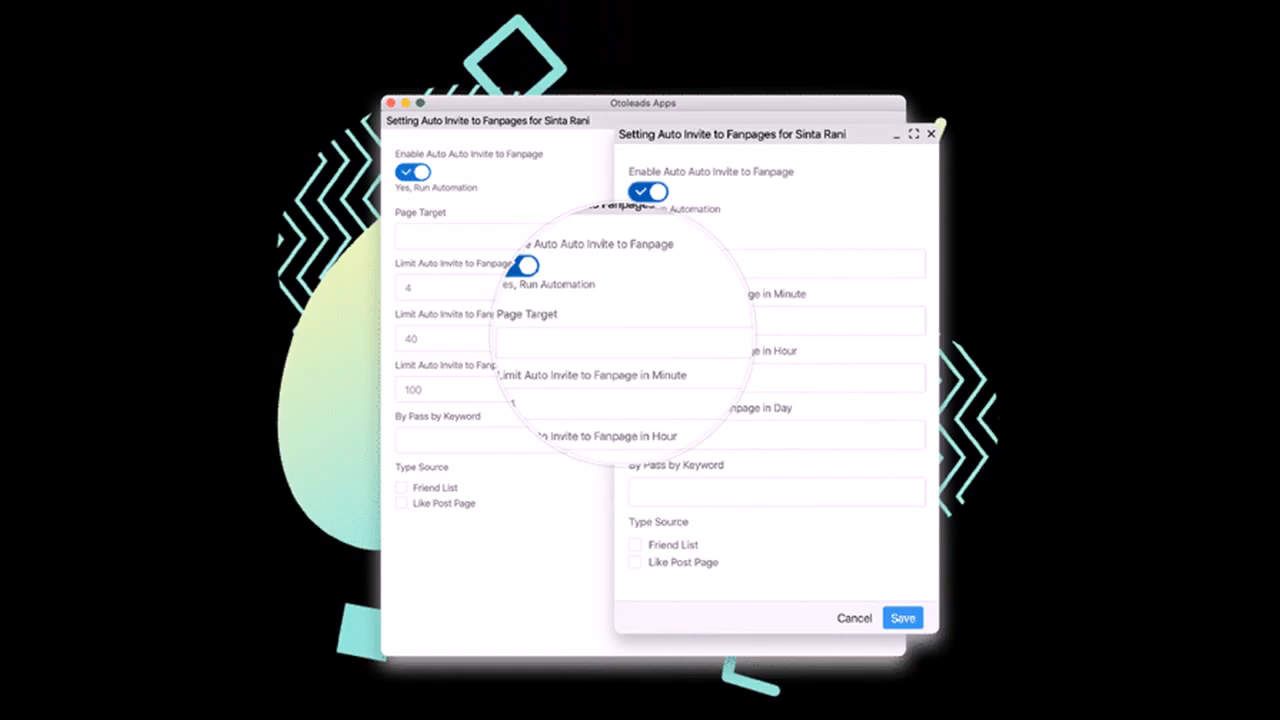 Otoleads Apps
Setting Auto Invite to Fanpages for Sinta Rani
Enable Auto Auto Invite to Fanpage
Yes, Run Automation
Page Target
Limit Auto Invite to Fanpage
4
Limit Auto Invite to
40
Limit Auto Invite to
100
By Pass by Keyword
Type Source
Friend List
Like Post Page
Setting Auto Invite to Fanpages for Sinta Rani
Enable Auto Auto Invite to Fanpage
Automation
in Minute
in Hour
in Day
By Pass by Keyword
Type Source
Friend List
Like Post Page
Cancel
Save
Fanpages
Auto Auto Invite to Fanpage
Run Automation
Page Target
Limit Auto Invite to Fanpage in Minute
to Invite to Fanpage in Hour